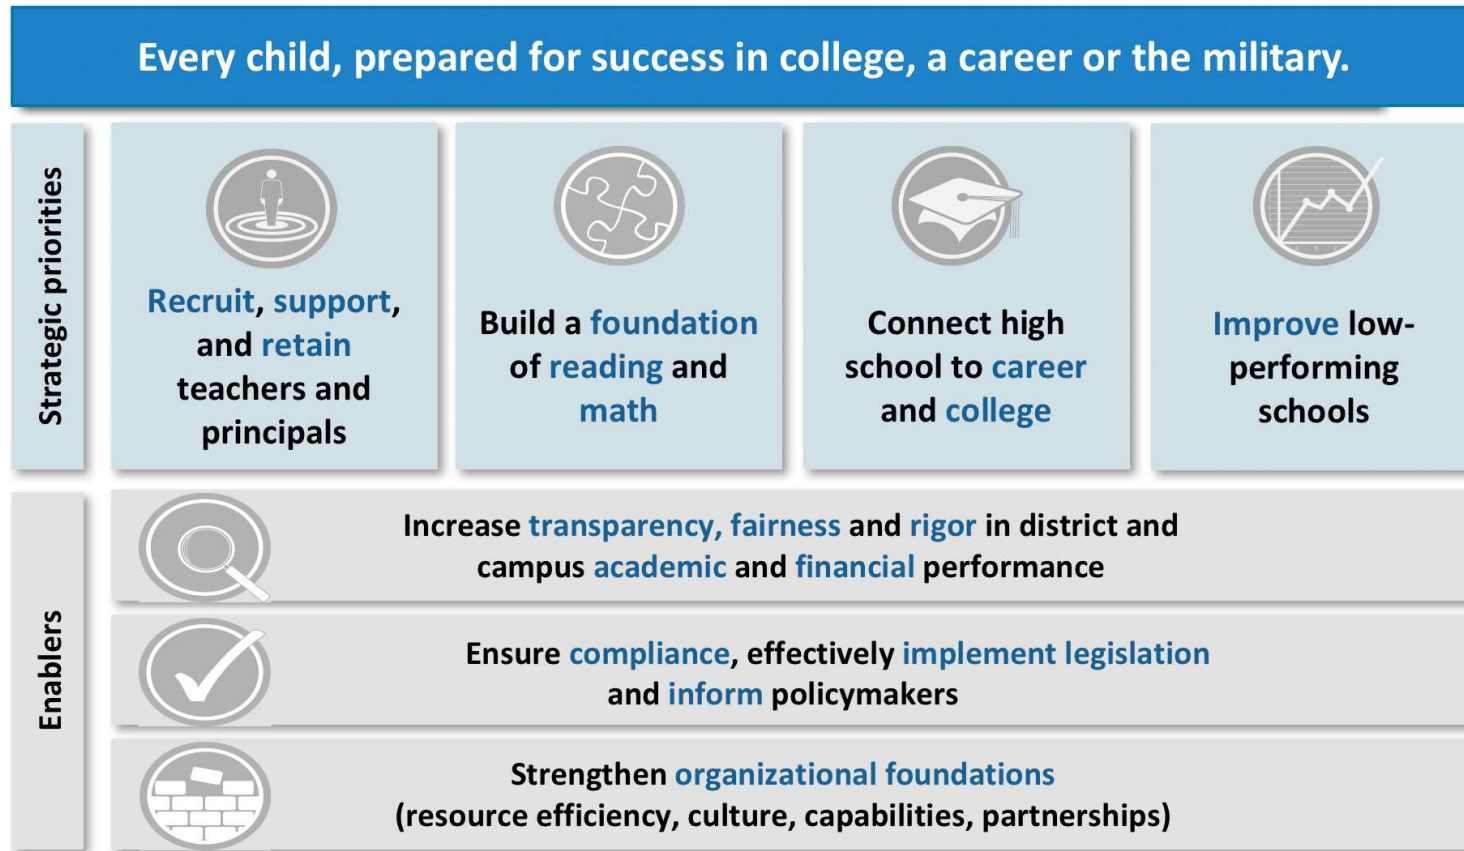 Every child, prepared for success in college, a career or the military.
Strategic priorities
Recruit, support,
and retain
teachers and
principals
Build a foundation
of reading and
math
Connect high
school to career
and college
Improve low-
performing
schools
Enablers
Increase transparency, fairness and rigor in district and
campus academic and financial performance
Ensure compliance, effectively implement legislation
and inform policymakers
Strengthen organizational foundations
(resource efficiency, culture, capabilities, partnerships)